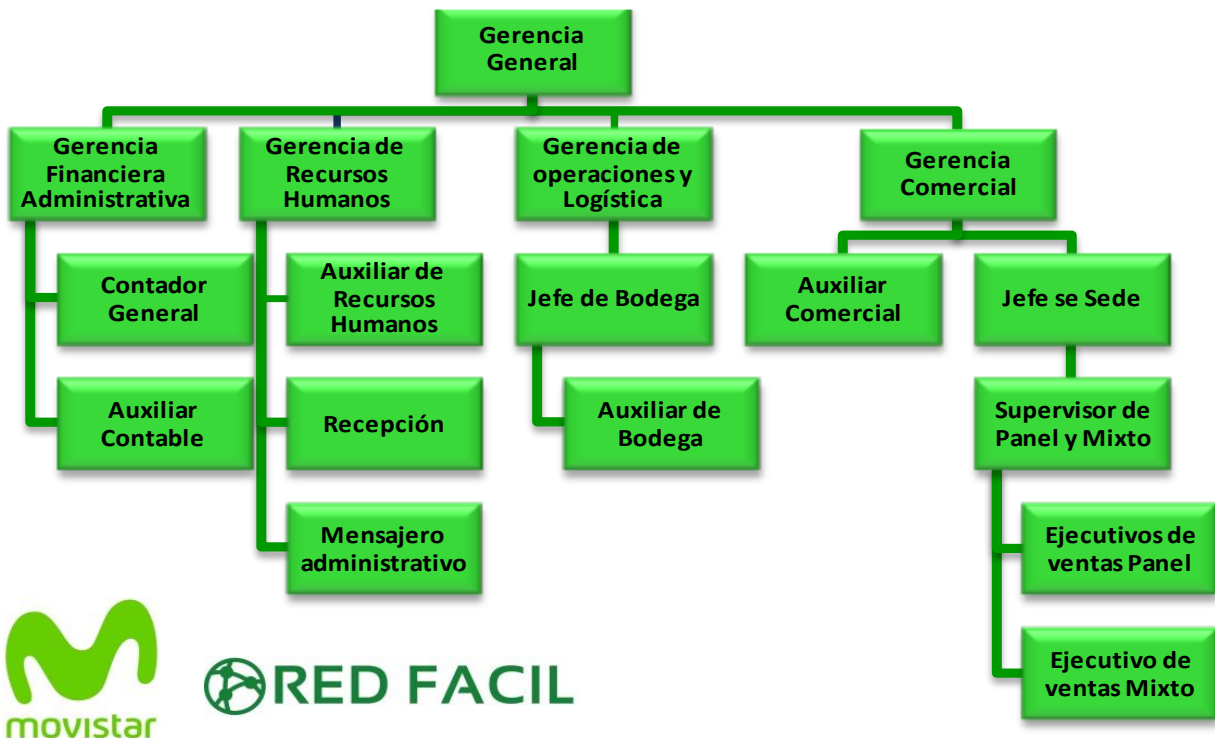 Gerencia
General
Gerencia
Financiera
Administrativa
Gerencia de
Recursos
Humanos
Gerencia de
operaciones y
Logística
Gerencia
Comercial
Contador
General
Auxiliar de
Recursos
Humanos
Jefe de Bodega
Auxiliar
Comercial
Jefe se Sede
Auxiliar
Contable
Recepción
Auxiliar de
Bodega
Supervisor de
Panel y Mixto
Mensajero
administrativo
Ejecutivos de
ventas Panel
Ejecutivo de
ventas Mixto
movistar
RED FACIL